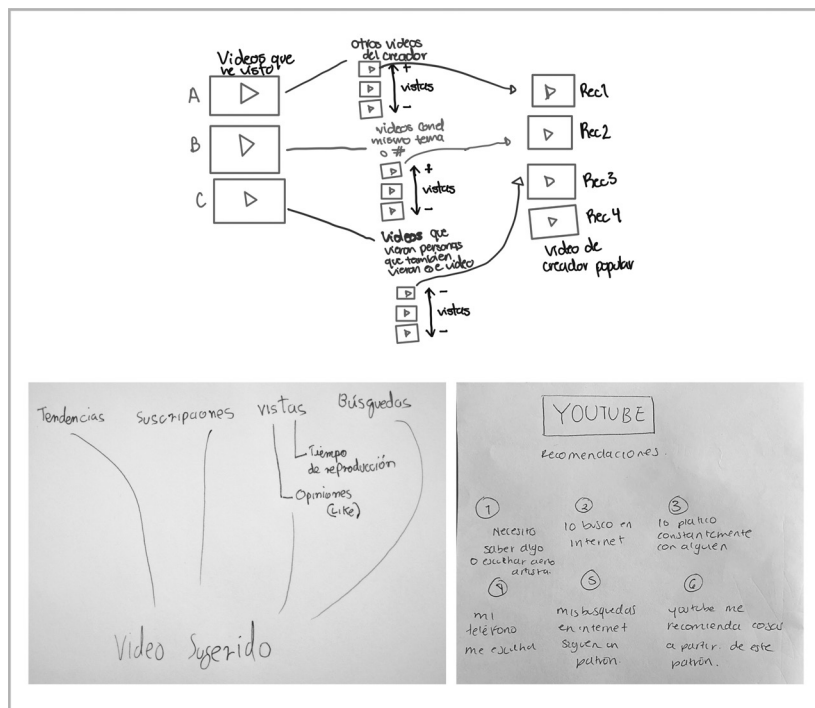 Videos que
he visto
A
B
C
otros videos
del creador
+
vistas
-
videos con el
mismo tema
o #
+
vistas
-
Videos que
vieron personas
que tambien
vieron ese video
-
vistas
-
Rec1
Rec2
Rec3
Rec4
video de
creador popular
Tendencias
Suscripciones
vistas
Búsquedas
Tiempo
de reproducción
Opiniones
(LIKE)
Video Sugerido
YOUTUBE
Recomendaciones.
1
Necesito
saber algo
o escuchar
artista.
2
lo busco en
internet
3
lo platico
constantemente
con alguien
4
mi
teléfono
me escucha
5
mis busquedas
en internet
siguen un
patrón.
6
youtube me
recomienda cosas
a partir de este
patrón.